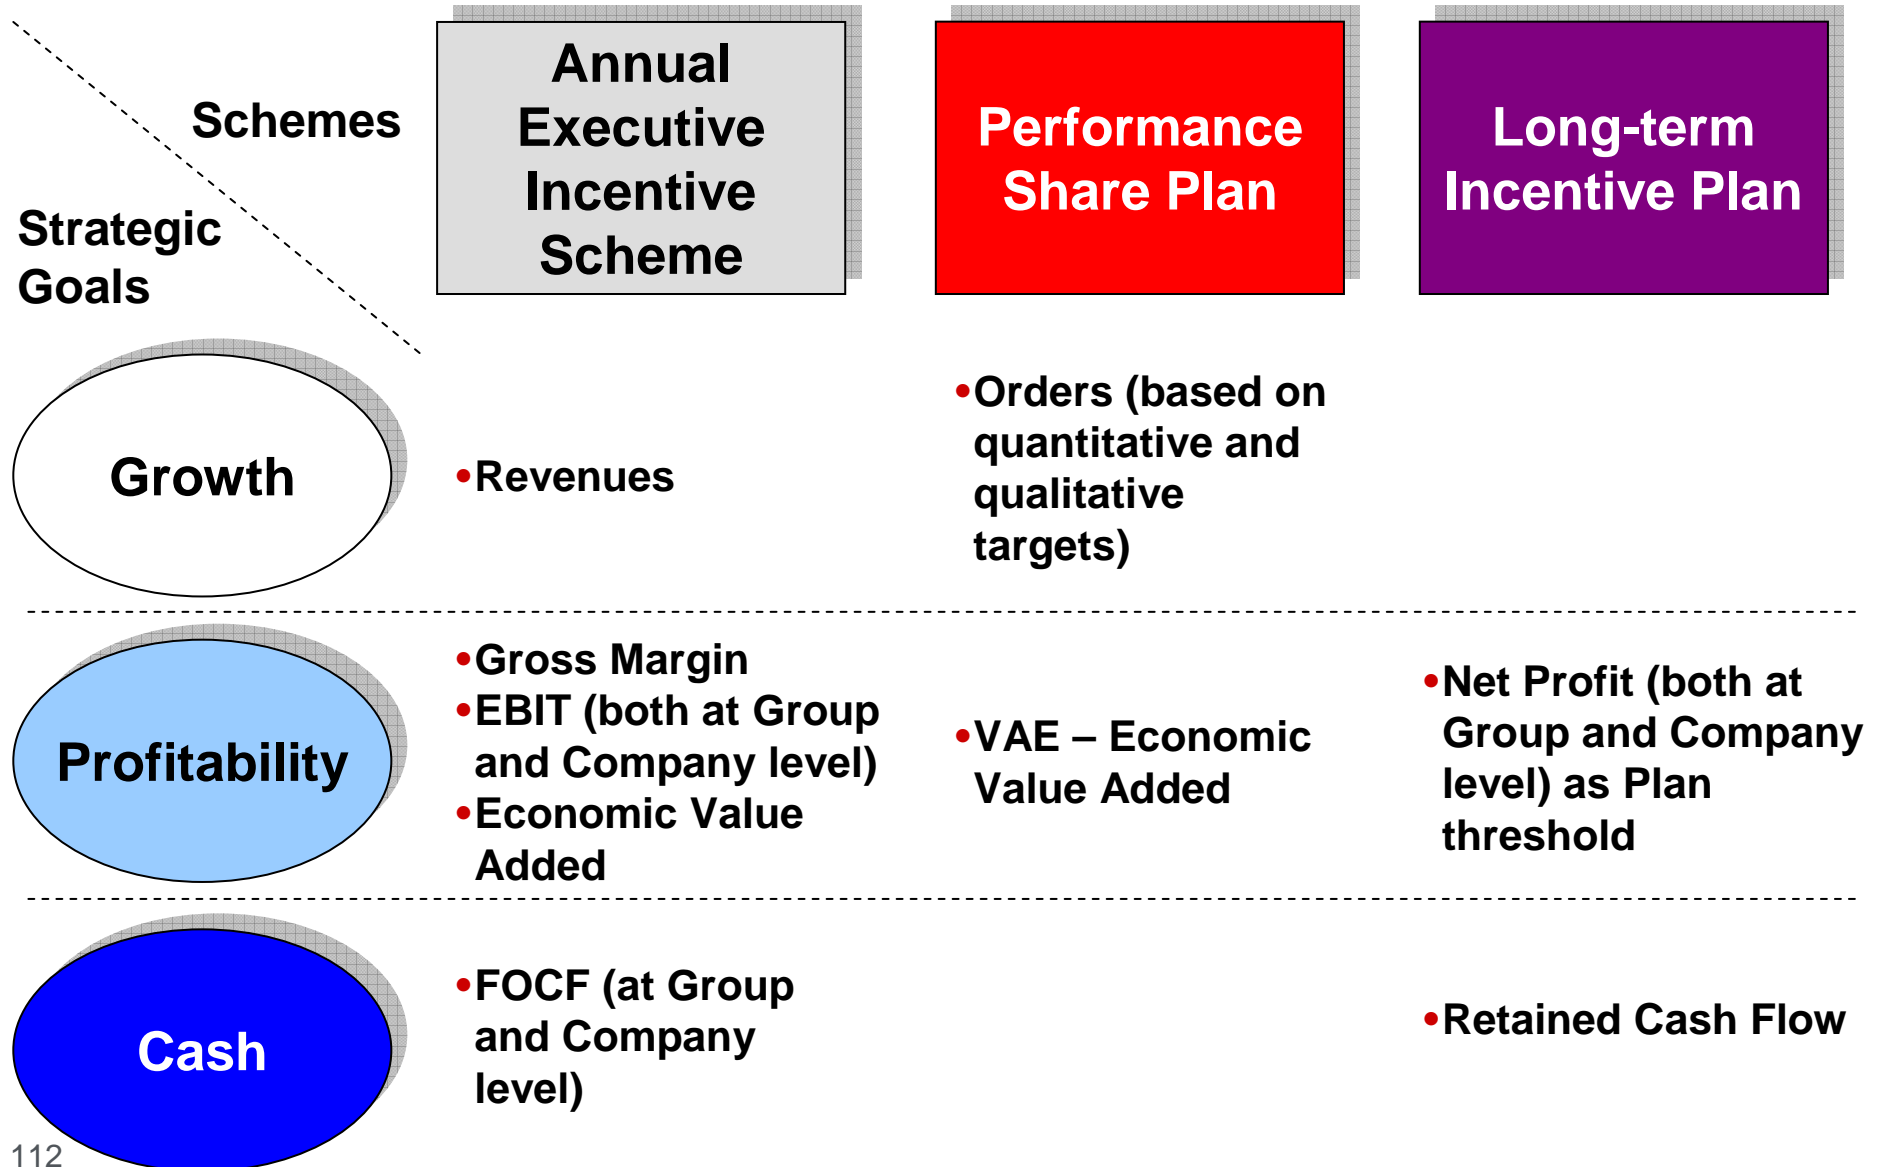 Schemes
Strategic
Goals
Annual
Executive
Incentive
Scheme
Performance
Share Plan
Long-term
Incentive Plan
Growth
•Revenues
•Orders (based on
quantitative and
qualitative
targets)
Profitability
•Gross Margin
•EBIT (both at Group
and Company level)
•Economic Value
Added
•VAE – Economic
Value Added
•Net Profit (both at
Group and Company
level) as Plan
threshold
Cash
•FOCF (at Group
and Company
level)
•Retained Cash Flow
112